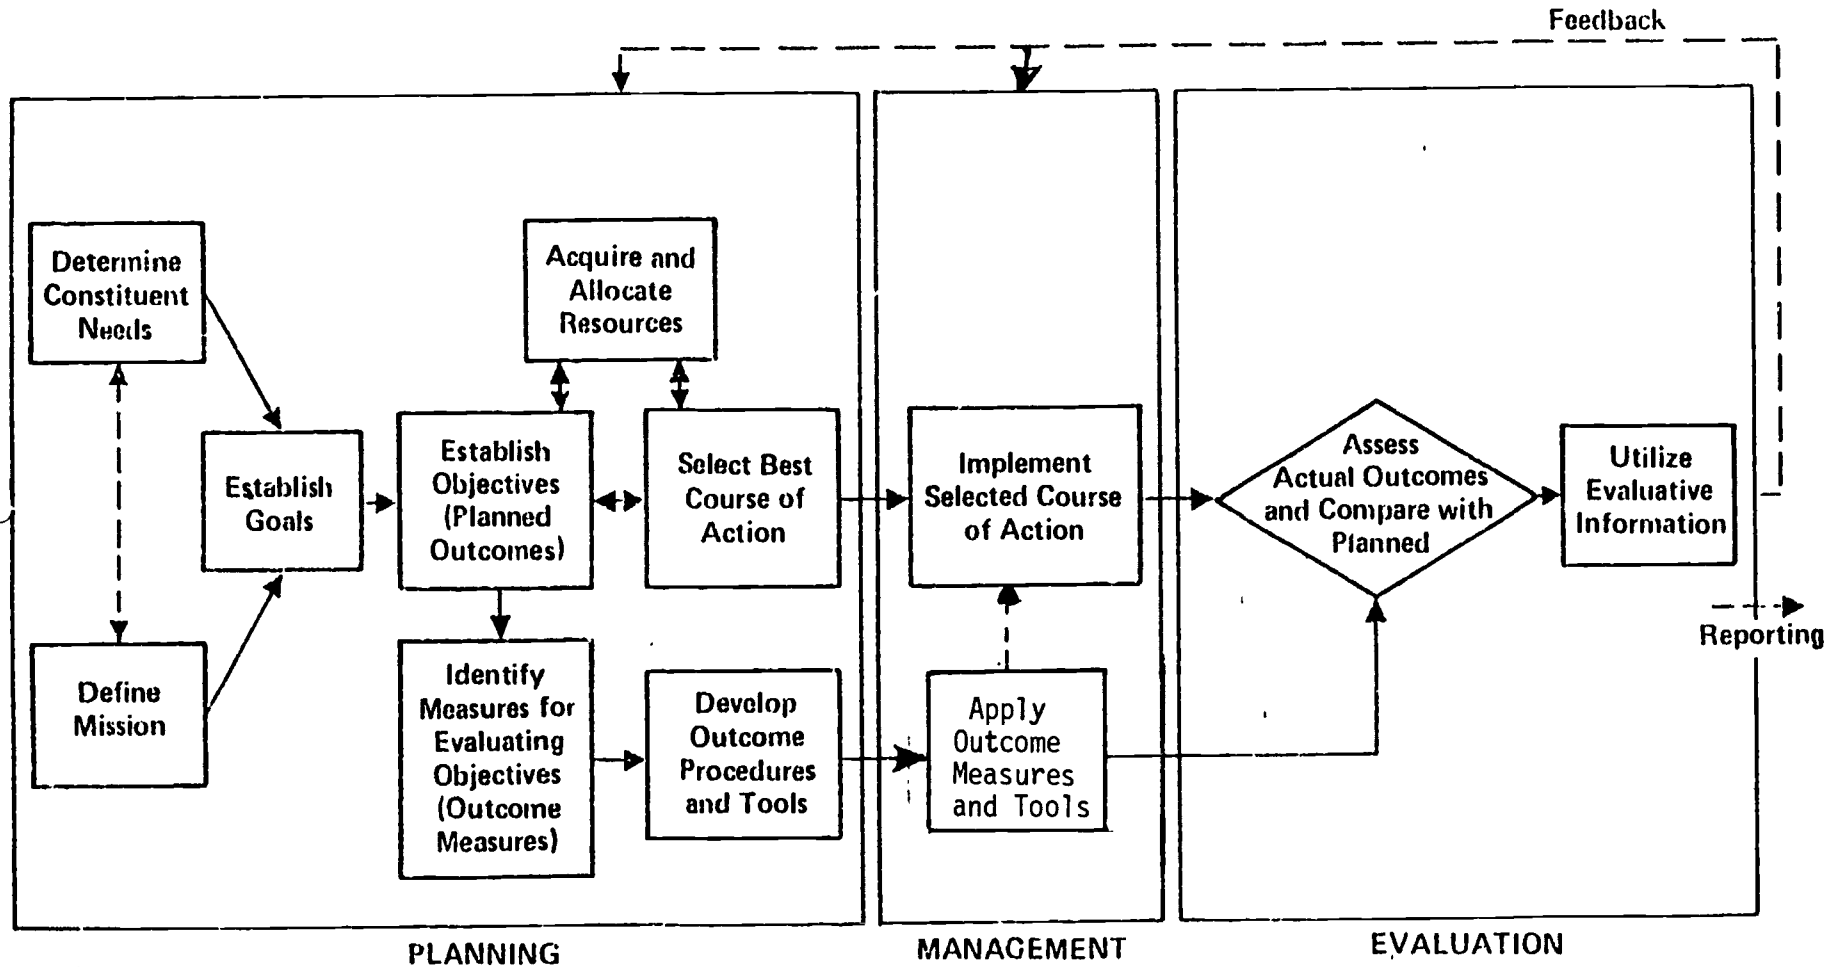 Feedback
Determine
Constituent
Needs
Acquire and
Allocate
Resources
Establish
Goals
Define
Mission
Establish
Objectives
(Planned
Outcomes)
Select Best
Course of
Action
Identify
Measures for
Evaluating
Objectives
(Outcome
Measures)
Develop
Outcome
Procedures
and Tools
Implement
Selected Course
of Action
Apply
Outcome
Measures
and Tools
Assess
Actual Outcomes
and Compare with
Planned
Utilize
Evaluative
Information
Reporting
PLANNING
MANAGEMENT
EVALUATION